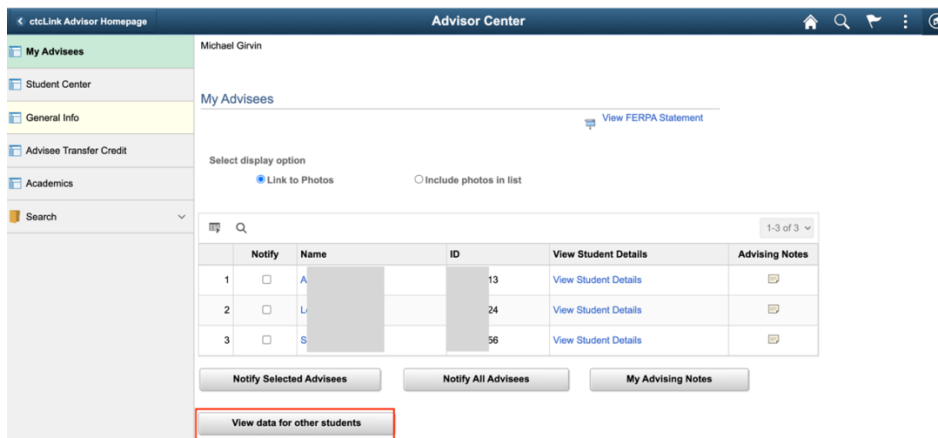 ctcLink Advisor Homepage
Advisor Center
My Advisees
Student Center
General Info
Advisee Transfer Credit
Academics
Search
Michael Girvin
My Advisees
View FERPA Statement
Select display option
Link to Photos Include photos in list
1-3 of 3
Notify Name ID View Student Details Advising Notes
1 A 13 View Student Details
2 L 24 View Student Details
3 S 56 View Student Details
Notify Selected Advisees Notify All Advisees My Advising Notes
View data for other students